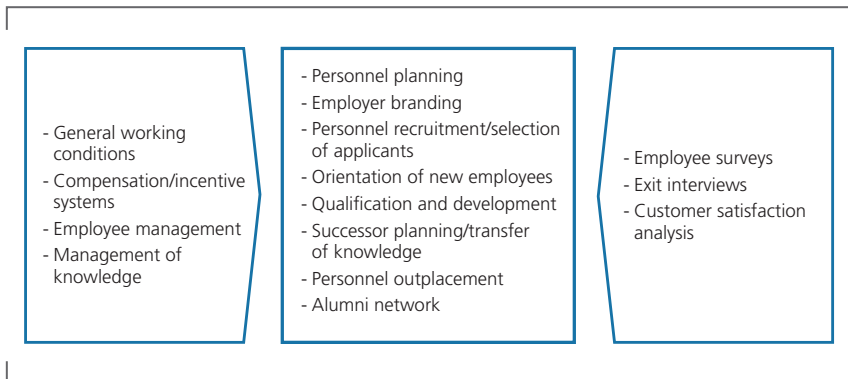 - General working
conditions
- Compensation/incentive
systems
- Employee management
- Management of
knowledge
- Personnel planning
- Employer branding
- Personnel recruitment/selection
of applicants
- Orientation of new employees
- Qualification and development
- Successor planning/transfer
of knowledge
- Personnel outplacement
- Alumni network
- Employee surveys
- Exit interviews
- Customer satisfaction
analysis